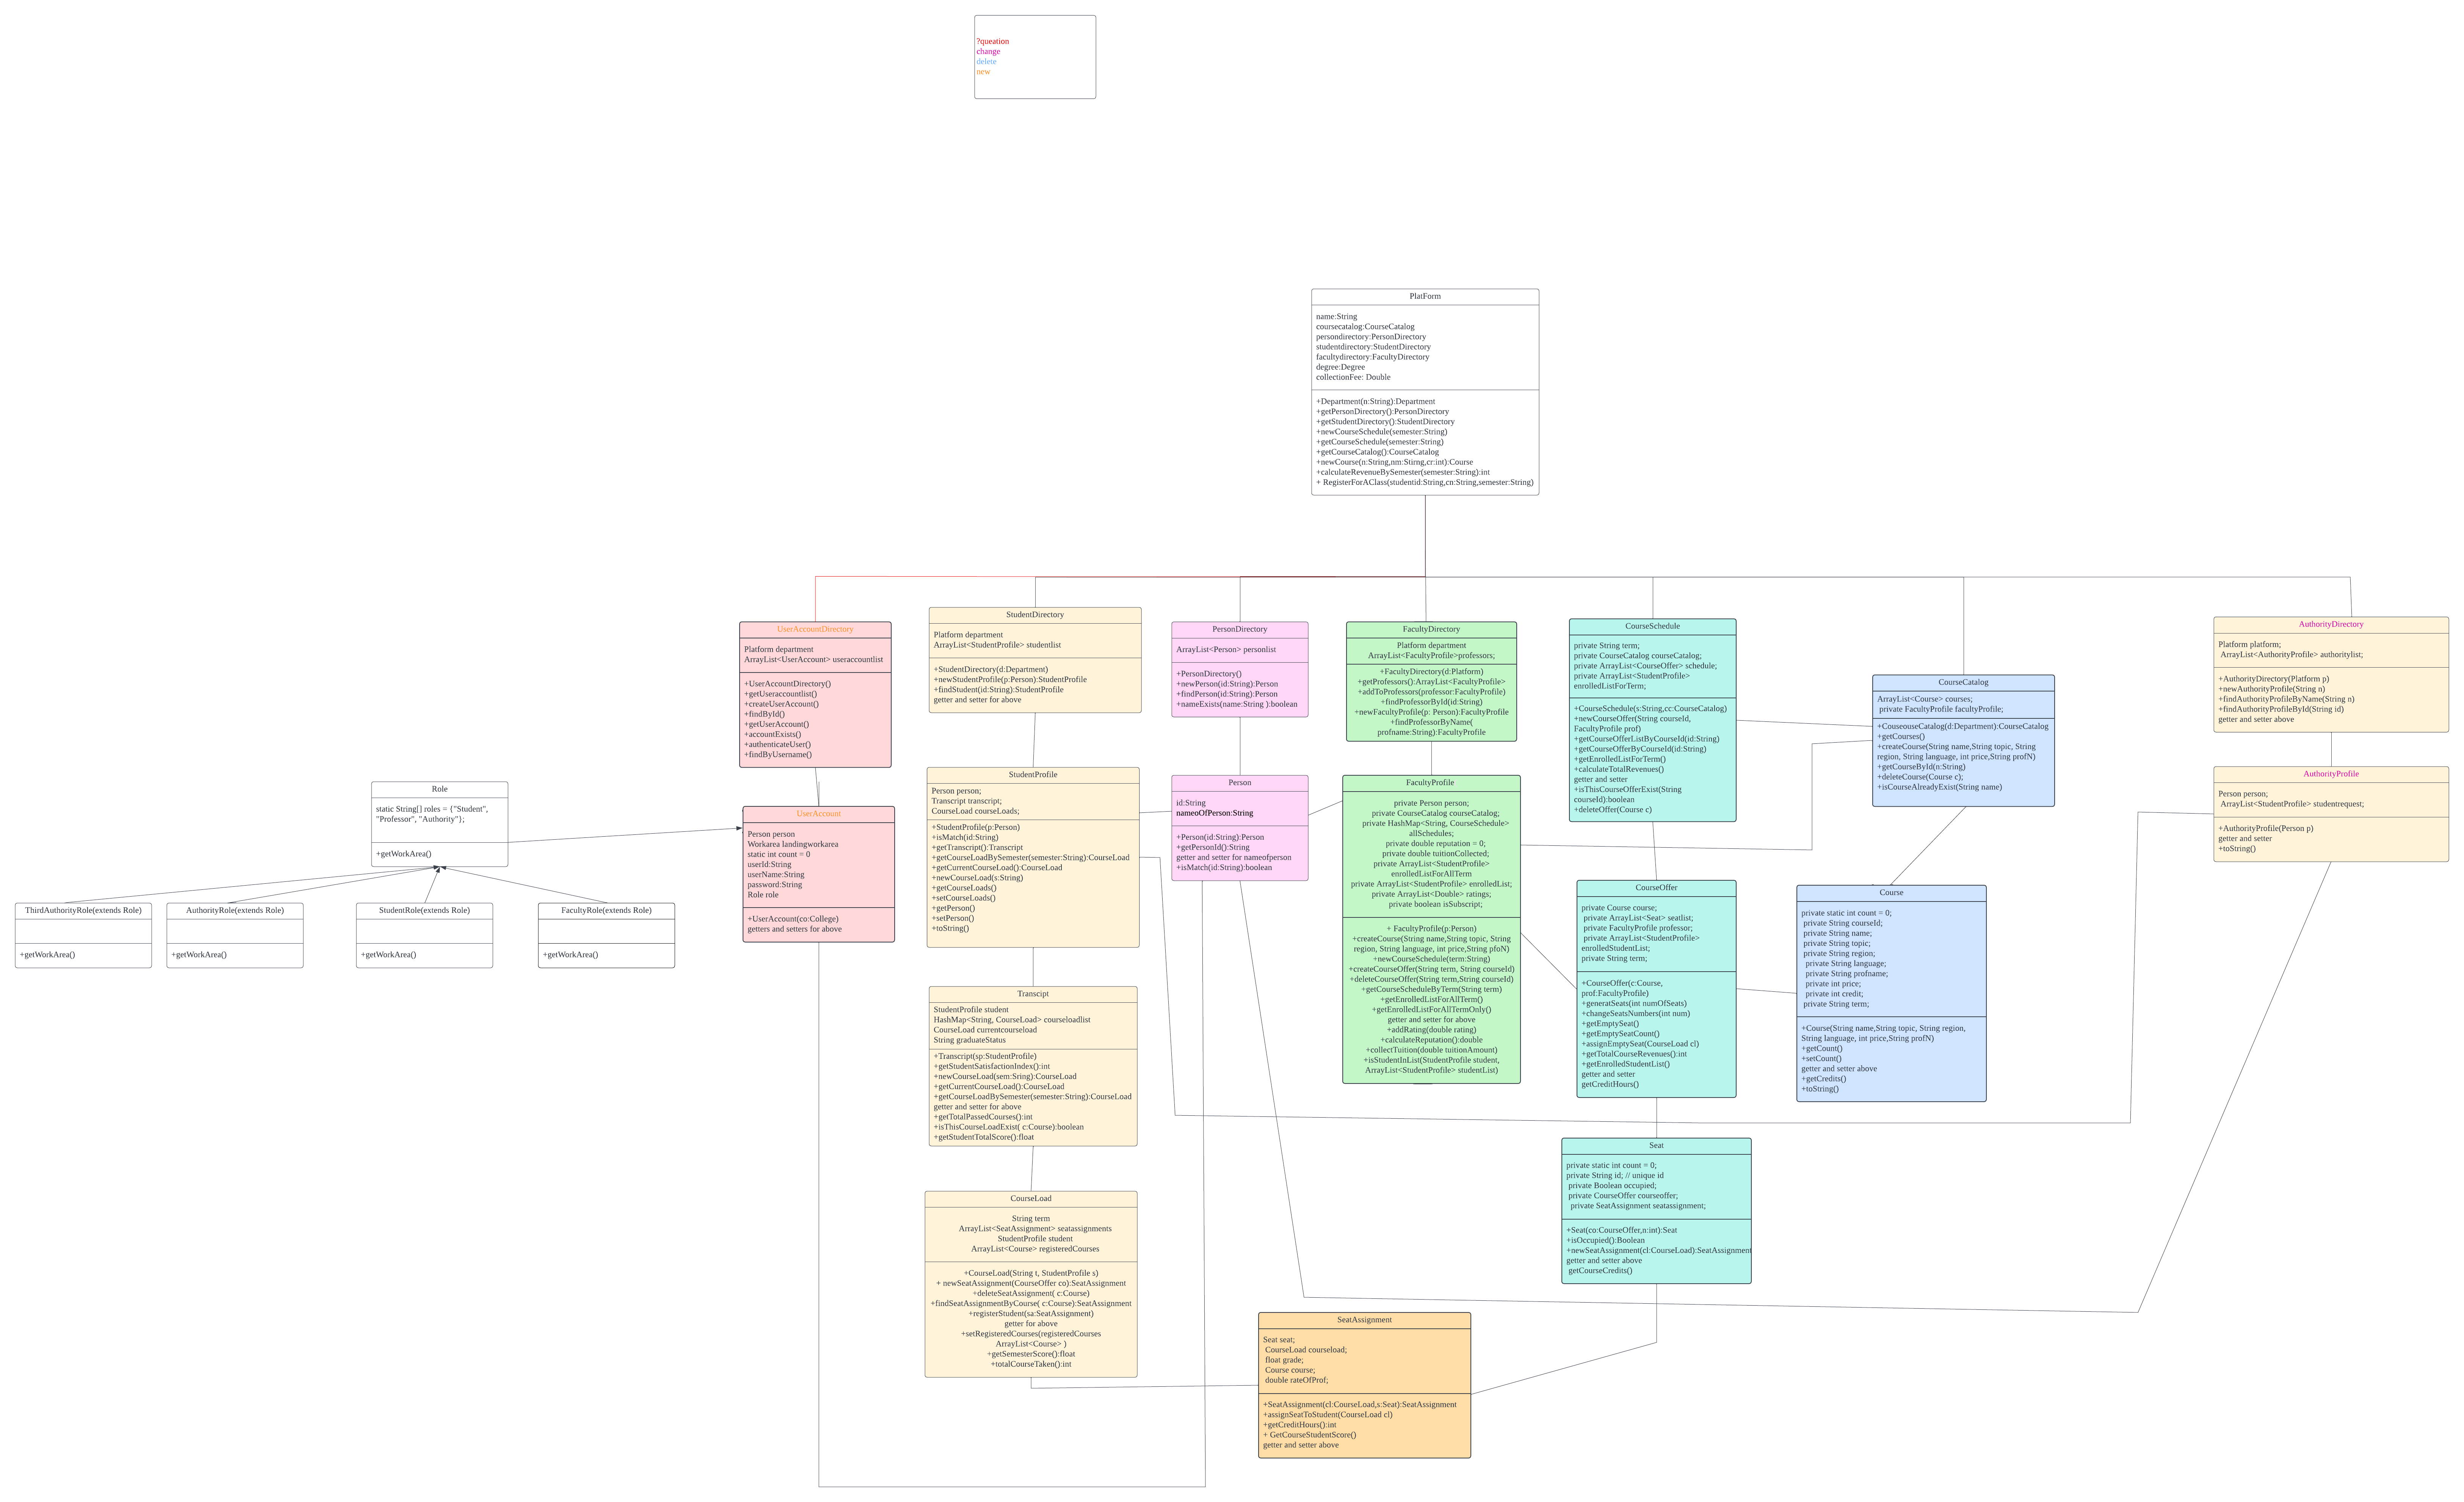 ?queation
change
delete
new
PlatForm
name:String
coursecatalog:CourseCatalog
persondirectory:PersonDirectory
studentdirectory:StudentDirectory
facultydirectory:FacultyDirectory
degree:Degree
collectionFee: Double
+Department(n:String):Department
+getPersonDirectory():PersonDirectory
+getStudentDirectory():StudentDirectory
+newCourseSchedule(semester:String)
+getCourseSchedule(semester:String)
+getCourseCatalog():CourseCatalog
+newCourse(n:String,nm:Stirng,cr:int):Course
+calculateRevenueBySemester(semester:String):int
+ RegisterForAClass(studentid:String,cn:String,semester:String)
UserAccountDirectory
Platform department
ArrayList<UserAccount> useraccountlist
+UserAccountDirectory()
+getUseraccountlist()
+createUserAccount()
+findById()
+getUserAccount()
+accountExists()
+authenticateUser()
+findByUsername()
StudentDirectory
Platform department
ArrayList<StudentProfile> studentlist
+StudentDirectory(d:Department)
+newStudentProfile(p:Person):StudentProfile
+findStudent(id:String):StudentProfile
getter and setter for above
PersonDirectory
ArrayList<Person> personlist
+PersonDirectory()
+newPerson(id:String):Person
+findPerson(id:String):Person
+nameExists(name:String ):boolean
FacultyDirectory
Platform department
ArrayList<FacultyProfile>professors;
+FacultyDirectory(d:Platform)
+getProfessors():ArrayList<FacultyProfile>
+addToProfessors(professor:FacultyProfile)
+findProfessorById(id:String)
+newFacultyProfile(p: Person):FacultyProfile
+findProfessorByName(
profname:String):FacultyProfile
CourseSchedule
private String term;
private CourseCatalog courseCatalog;
private ArrayList<CourseOffer> schedule;
private ArrayList<StudentProfile>
enrolledListForTerm;
+CourseSchedule(s:String,cc:CourseCatalog)
+newCourseOffer(String courseId,
FacultyProfile prof)
+getCourseOfferListByCourseId(id:String)
+getCourseOfferByCourseId(id:String)
+getEnrolledListForTerm()
+calculateTotalRevenues()
getter and setter
+isThisCourseOfferExist(String
courseId):boolean
+deleteOffer(Course c)
CourseCatalog
ArrayList<Course> courses;
private FacultyProfile facultyProfile;
+CouseouseCatalog(d:Department):CourseCatalog
+getCourses()
+createCourse(String name,String topic, String
region, String language, int price,String profN)
+getCourseById(n:String)
+deleteCourse(Course c);
+isCourseAlreadyExist(String name)
AuthorityDirectory
Platform platform;
ArrayList<AuthorityProfile> authoritylist;
+AuthorityDirectory(Platform p)
+newAuthorityProfile(String n)
+findAuthorityProfileByName(String n)
+findAuthorityProfileById(String id)
getter and setter above
Role
static String[] roles = {"Student",
"Professor", "Authority"};
+getWorkArea()
UserAccount
Person person
Workarea landingworkarea
static int count = 0
userId:String
userName:String
password:String
Role role
+UserAccount(co:College)
getters and setters for above
StudentProfile
Person person;
Transcript transcript;
CourseLoad courseLoads;
+StudentProfile(p:Person)
+isMatch(id:String)
+getTranscript():Transcript
+getCourseLoadBySemester(semester:String):CourseLoad
+getCurrentCourseLoad():CourseLoad
+newCourseLoad(s:String)
+getCourseLoads()
+setCourseLoads()
+getPerson()
+setPerson()
+toString()
Person
id:String
nameoOfPerson:String
+Person(id:String):Person
+getPersonId():String
getter and setter for nameofperson
+isMatch(id:String):boolean
FacultyProfile
private Person person;
private CourseCatalog courseCatalog;
private HashMap<String, CourseSchedule>
allSchedules;
private double reputation = 0;
private double tuitionCollected;
private ArrayList<StudentProfile>
enrolledListForAllTerm
private ArrayList<StudentProfile> enrolledList;
private ArrayList<Double> ratings;
private boolean isSubscript;
+ FacultyProfile(p:Person)
+createCourse(String name,String topic, String
region, String language, int price,String pfoN)
+newCourseSchedule(term:String)
+createCourseOffer(String term, String courseId)
+deleteCourseOffer(String term,String courseId)
+getCourseScheduleByTerm(String term)
+getEnrolledListForAllTerm()
+getEnrolledListForAllTermOnly()
getter and setter for above
+addRating(double rating)
+calculateReputation():double
+collectTuition(double tuitionAmount)
+isStudentInList(StudentProfile student,
ArrayList<StudentProfile> studentList)
AuthorityProfile
Person person;
ArrayList<StudentProfile> studentrequest;
+AuthorityProfile(Person p)
getter and setter
+toString()
ThirdAuthorityRole(extends Role)
+getWorkArea()
AuthorityRole(extends Role)
+getWorkArea()
StudentRole(extends Role)
+getWorkArea()
FacultyRole(extends Role)
+getWorkArea()
CourseOffer
private Course course;
private ArrayList<Seat> seatlist;
private FacultyProfile professor;
private ArrayList<StudentProfile>
enrolledStudentList;
private String term;
+CourseOffer(c:Course,
prof:FacultyProfile)
+generatSeats(int numOfSeats)
+changeSeatsNumbers(int num)
+getEmptySeat()
+getEmptySeatCount()
+assignEmptySeat(CourseLoad cl)
+getTotalCourseRevenues():int
+getEnrolledStudentList()
getter and setter
getCreditHours()
Course
private static int count = 0;
private String courseId;
private String name;
private String topic;
private String region;
private String language;
private String profname;
private int price;
private int credit;
private String term;
+Course(String name,String topic, String region,
String language, int price,String profN)
+getCount()
+setCount()
getter and setter above
+getCredits()
+toString()
Transcipt
StudentProfile student
HashMap<String, CourseLoad> courseloadlist
CourseLoad currentcourseload
String graduateStatus
+Transcript(sp:StudentProfile)
+getStudentSatisfactionIndex():int
+newCourseLoad(sem:Sring):CourseLoad
+getCurrentCourseLoad():CourseLoad
+getCourseLoadBySemester(semester:String):CourseLoad
getter and setter for above
+getTotalPassedCourses():int
+isThisCourseLoadExist( c:Course):boolean
+getStudentTotalScore():float
Seat
private static int count = 0;
private String id; // unique id
private Boolean occupied;
private CourseOffer courseoffer;
private SeatAssignment seatassignment;
+Seat(co:CourseOffer,n:int):Seat
+isOccupied():Boolean
+newSeatAssignment(cl:CourseLoad):SeatAssignment
getter and setter above
getCourseCredits()
CourseLoad
String term
ArrayList<SeatAssignment> seatassignments
StudentProfile student
ArrayList<Course> registeredCourses
+CourseLoad(String t, StudentProfile s)
+ newSeatAssignment(CourseOffer co):SeatAssignment
+deleteSeatAssignment( c:Course)
+findSeatAssignmentByCourse( c:Course):SeatAssignment
+registerStudent(sa:SeatAssignment)
getter for above
+setRegisteredCourses(registeredCourses
ArrayList<Course> )
+getSemesterScore():float
+totalCourseTaken():int
SeatAssignment
Seat seat;
CourseLoad courseload;
float grade;
Course course;
double rateOfProf;
+SeatAssignment(cl:CourseLoad,s:Seat):SeatAssignment
+assignSeatToStudent(CourseLoad cl)
+getCreditHours():int
+ GetCourseStudentScore()
getter and setter above